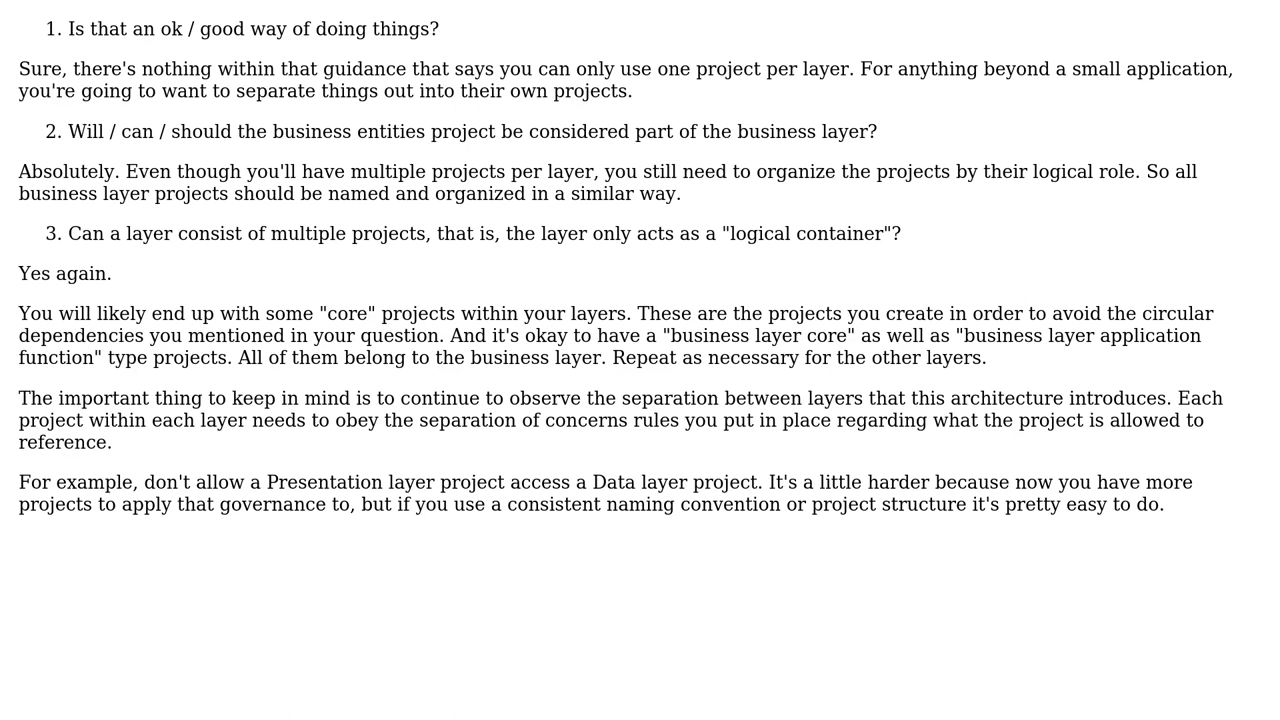 1. Is that an ok / good way of doing things?
Sure, there's nothing within that guidance that says you can only use one project per layer. For anything beyond a small application,
you're going to want to separate things out into their own projects.
2. Will / can / should the business entities project be considered part of the business layer?
Absolutely. Even though you'll have multiple projects per layer, you still need to organize the projects by their logical role. So all
business layer projects should be named and organized in a similar way.
3. Can a layer consist of multiple projects, that is, the layer only acts as a "logical container"?
Yes again.
You will likely end up with some "core" projects within your layers. These are the projects you create in order to avoid the circular
dependencies you mentioned in your question. And it's okay to have a "business layer core" as well as "business layer application
function" type projects. All of them belong to the business layer. Repeat as necessary for the other layers.
The important thing to keep in mind is to continue to observe the separation between layers that this architecture introduces. Each
project within each layer needs to obey the separation of concerns rules you put in place regarding what the project is allowed to
reference.
For example, don't allow a Presentation layer project access a Data layer project. It's a little harder because now you have more
projects to apply that governance to, but if you use a consistent naming convention or project structure it's pretty easy to do.